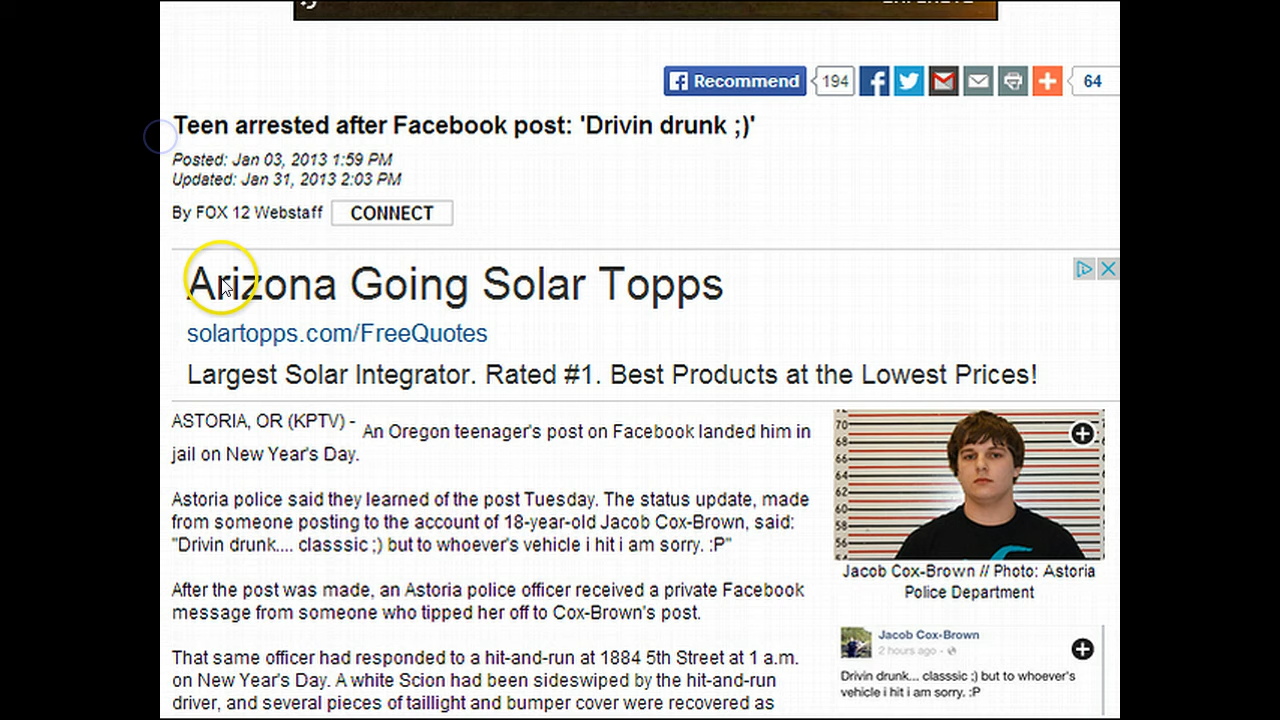 Recommend 194 64
Teen arrested after Facebook post: 'Drivin drunk ;)'
Posted: Jan 03, 2013 1:59 PM
Updated: Jan 31, 2013 2:03 PM
By FOX 12 Webstaff CONNECT
Arizona Going Solar Topps
solartopps.com/FreeQuotes
Largest Solar Integrator. Rated #1. Best Products at the Lowest Prices!
ASTORIA, OR (KPTV) - An Oregon teenager's post on Facebook landed him in
jail on New Year's Day.
Astoria police said they learned of the post Tuesday. The status update, made
from someone posting to the account of 18-year-old Jacob Cox-Brown, said:
"Drivin drunk.... classsic ;) but to whoever's vehicle i hit i am sorry. :P"
After the post was made, an Astoria police officer received a private Facebook
message from someone who tipped her off to Cox-Brown's post.
That same officer had responded to a hit-and-run at 1884 5th Street at 1 a.m.
on New Year's Day. A white Scion had been sideswiped by the hit-and-run
driver, and several pieces of taillight and bumper cover were recovered as
70
68
66
64
62
60
58
56
Jacob Cox-Brown // Photo: Astoria
Police Department
Jacob Cox-Brown
2 hours ago -
Drivin drunk... classsic ;) but to whoever's
vehicle i hit i am sorry. :P